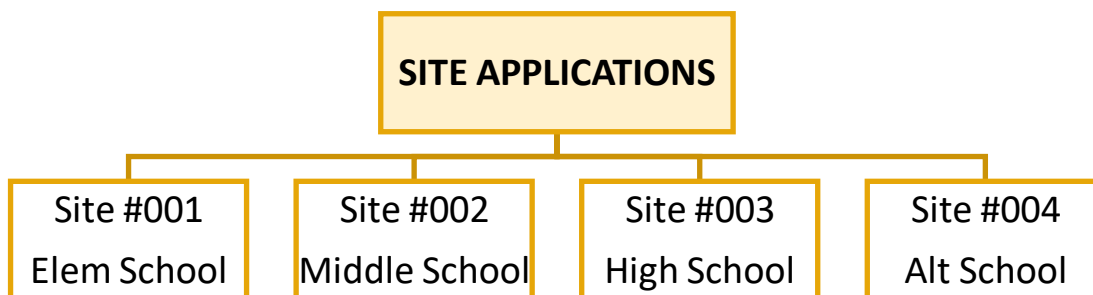 SITE APPLICATIONS
Site #001
Elem School
Site #002
Middle School
Site #003
High School
Site #004
Alt School